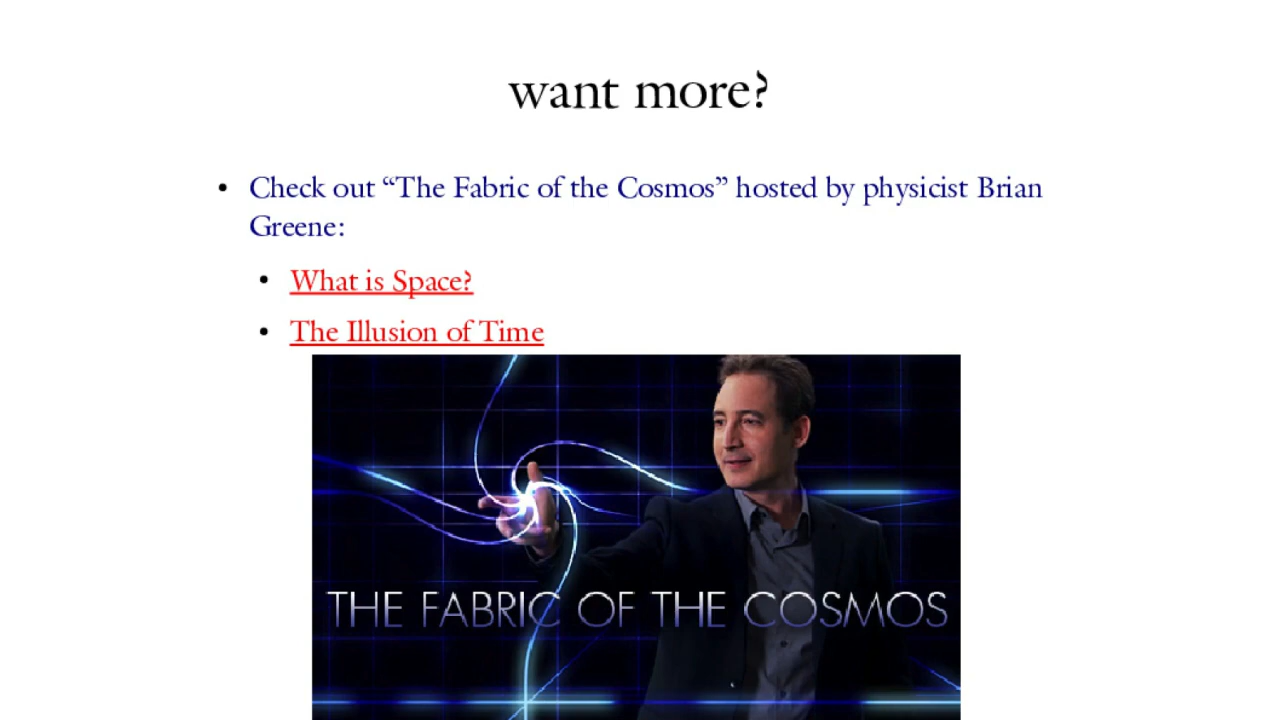 want more?
• Check out “The Fabric of the Cosmos” hosted by physicist Brian
Greene:
• What is Space?
• The Illusion of Time
THE FABRIC OF THE COSMOS